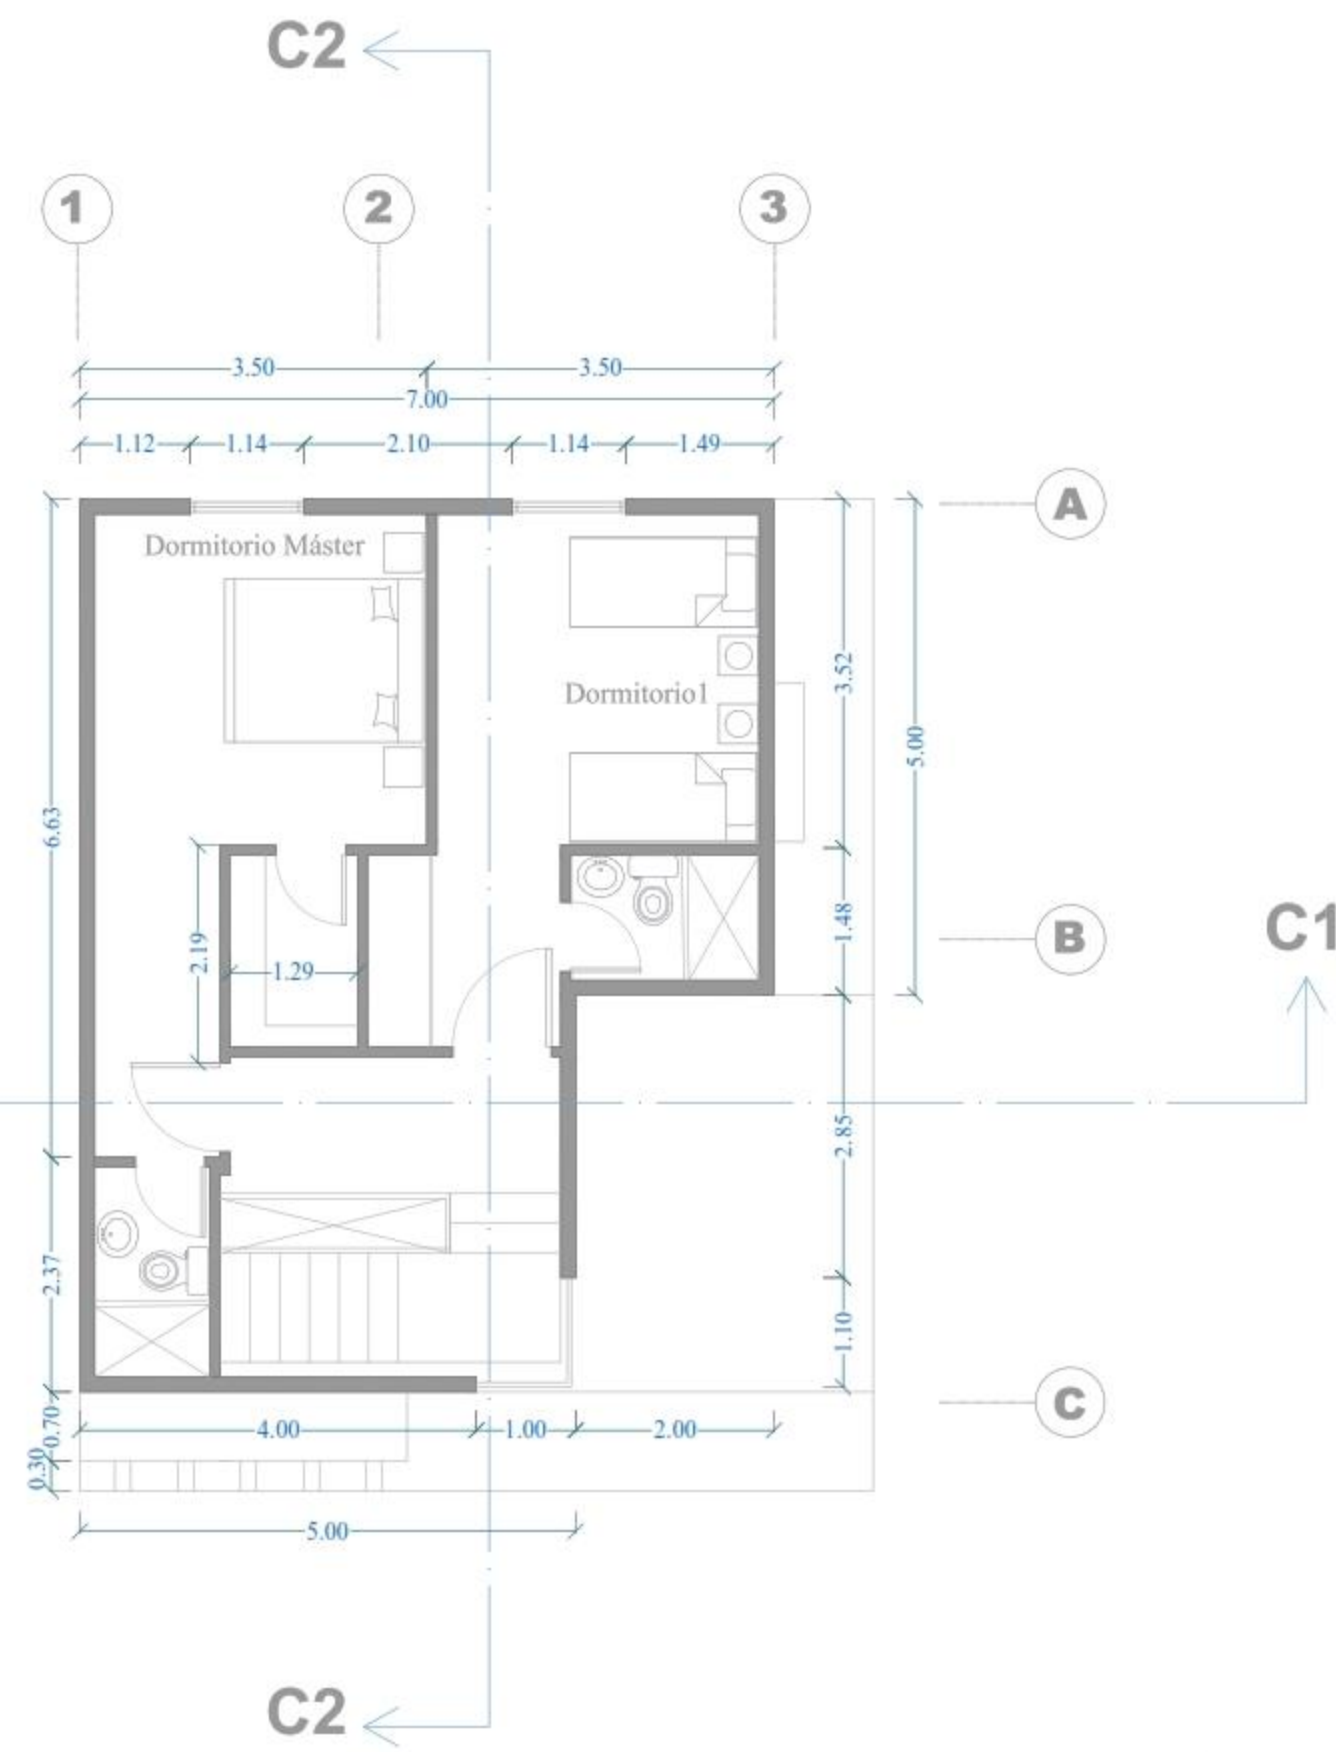 C2
1 2 3
3.50 3.50
7.00
1.12 1.14 2.10 1.14 1.49
A
Dormitorio Máster
3.52
Dormitorio1
5.00
6.63
1.48
C1
B
2.19
1.29
2.85
2.37
1.10
C
0.70
4.00 1.00 2.00
0.30
5.00
C2